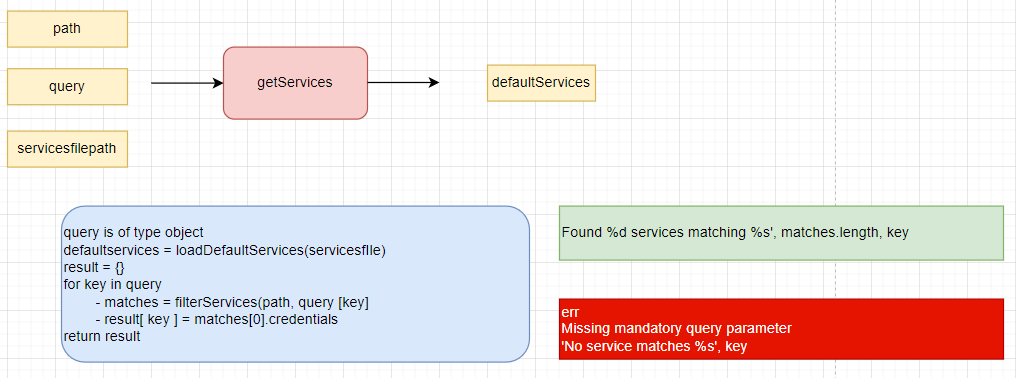 path
query
servicesfilepath
getServices
defaultServices
query is of type object
defaultservices = loadDefaultServices(servicesfIle)
result = {}
for key in query
- matches = filterServices(path, query [key]
- result[ key ] = matches[0].credentials
return result
Found %d services matching %s', matches.length, key
err
Missing mandatory query parameter
'No service matches %s', key